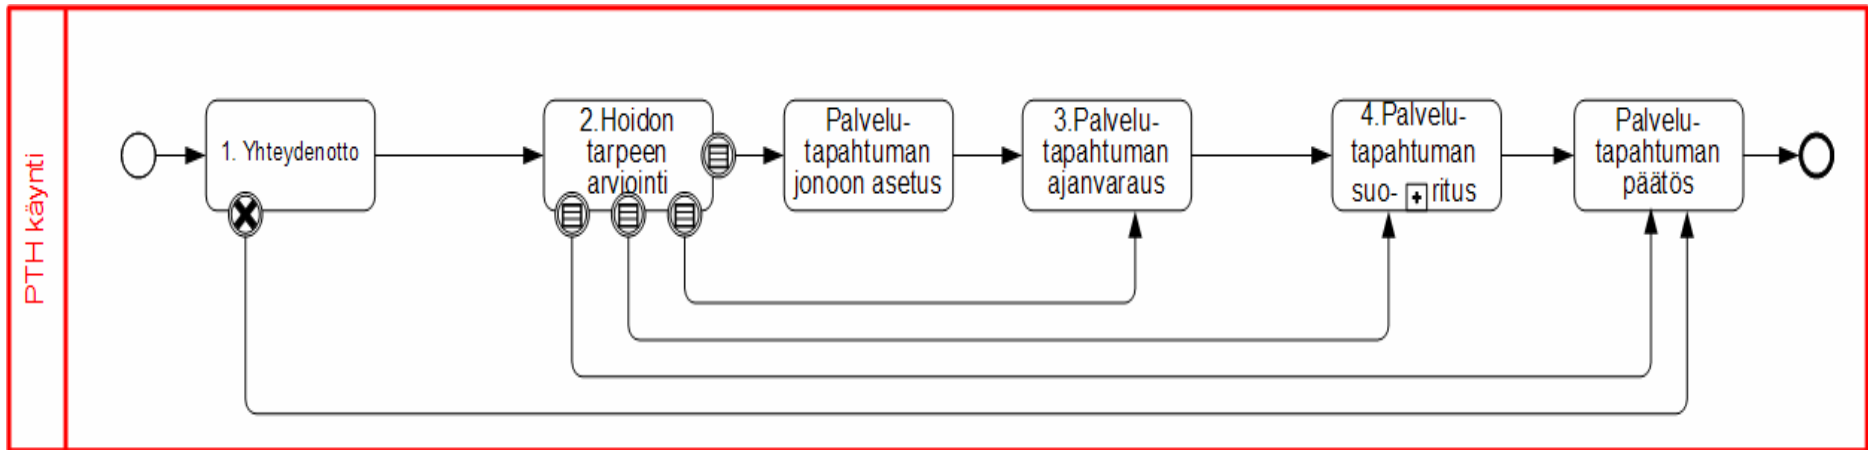 PTH käynti
1. Yhteydenotto
2.Hoidon
tarpeen
arviointi
Palvelu-
tapahtuman
jonoon asetus
3.Palvelu-
tapahtuman
ajanvaraus
4.Palvelu-
tapahtuman
suo- ritus
Palvelu-
tapahtuman
päätös